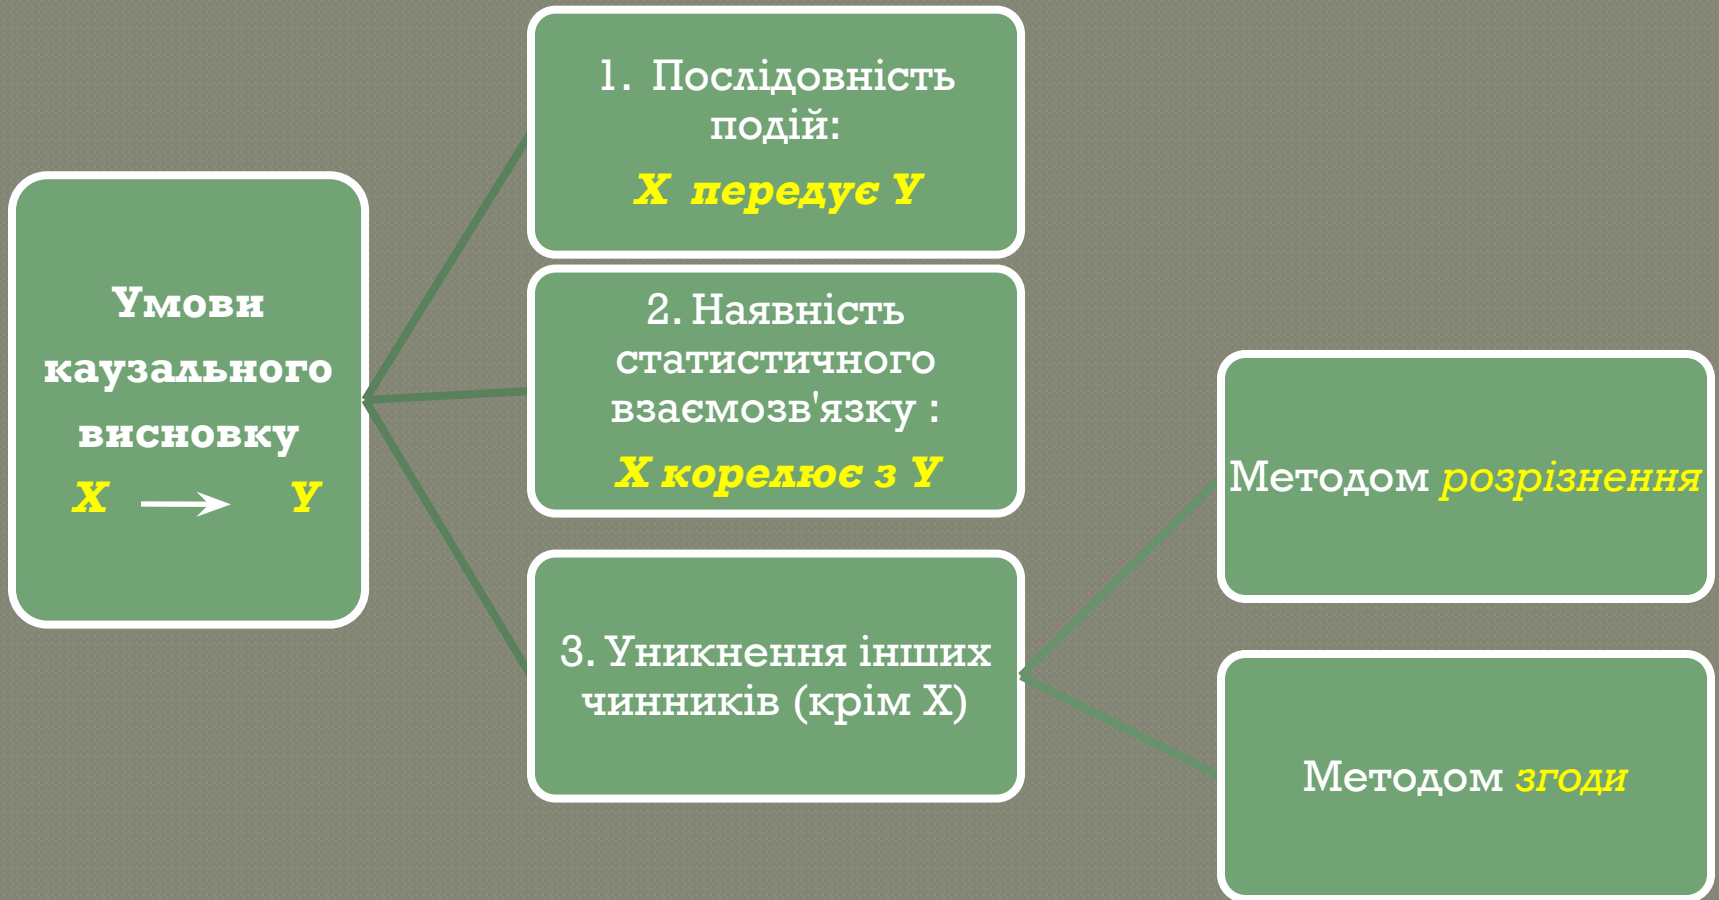 Умови
каузального
висновку
Х У
1. Послідовність
подій:
Х передує У
2. Наявність
статистичного
взаємозв'язку :
Х корелює з У
3. Уникнення інших
чинників (крім Х)
Методом розрізнення
Методом згоди